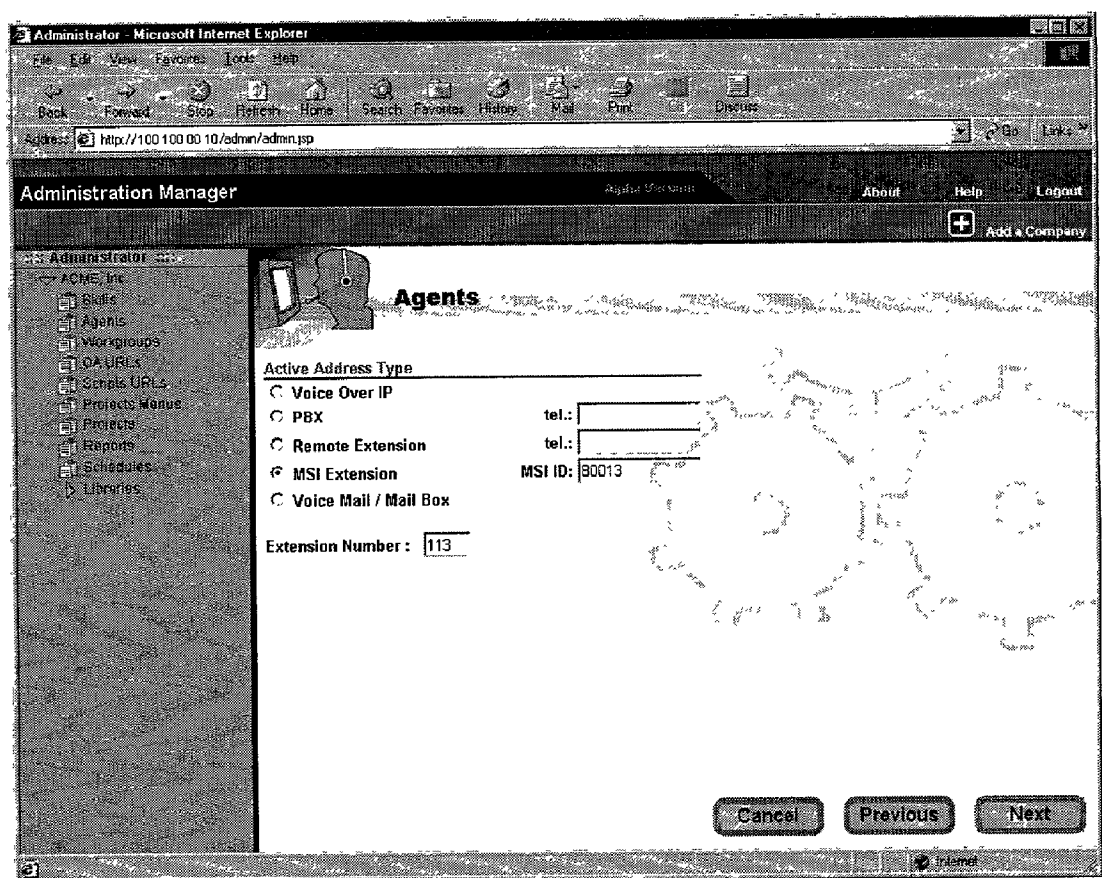 Administrator - Microsoft Internet Explorer
File Edit View Favorites Tools Help
Back Forward Stop Refresh Home Search Favorites History Mail Print Discuss
Address http://100 100 00 10/admin/admin.jsp Go Links
Administration Manager Alpha Version About Help Logout
Add a Company
Administrator
ACME, Inc
Skills
Agents
Workgroups
QA URLs
Scripts URLs
Projects Menus
Projects
Reports
Schedules
Libraries
Agents
Active Address Type
Voice Over IP
PBX tel.:
Remote Extension tel.:
MSI Extension MSI ID: 80013
Voice Mail / Mail Box
Extension Number : 113
Cancel Previous Next
Internet